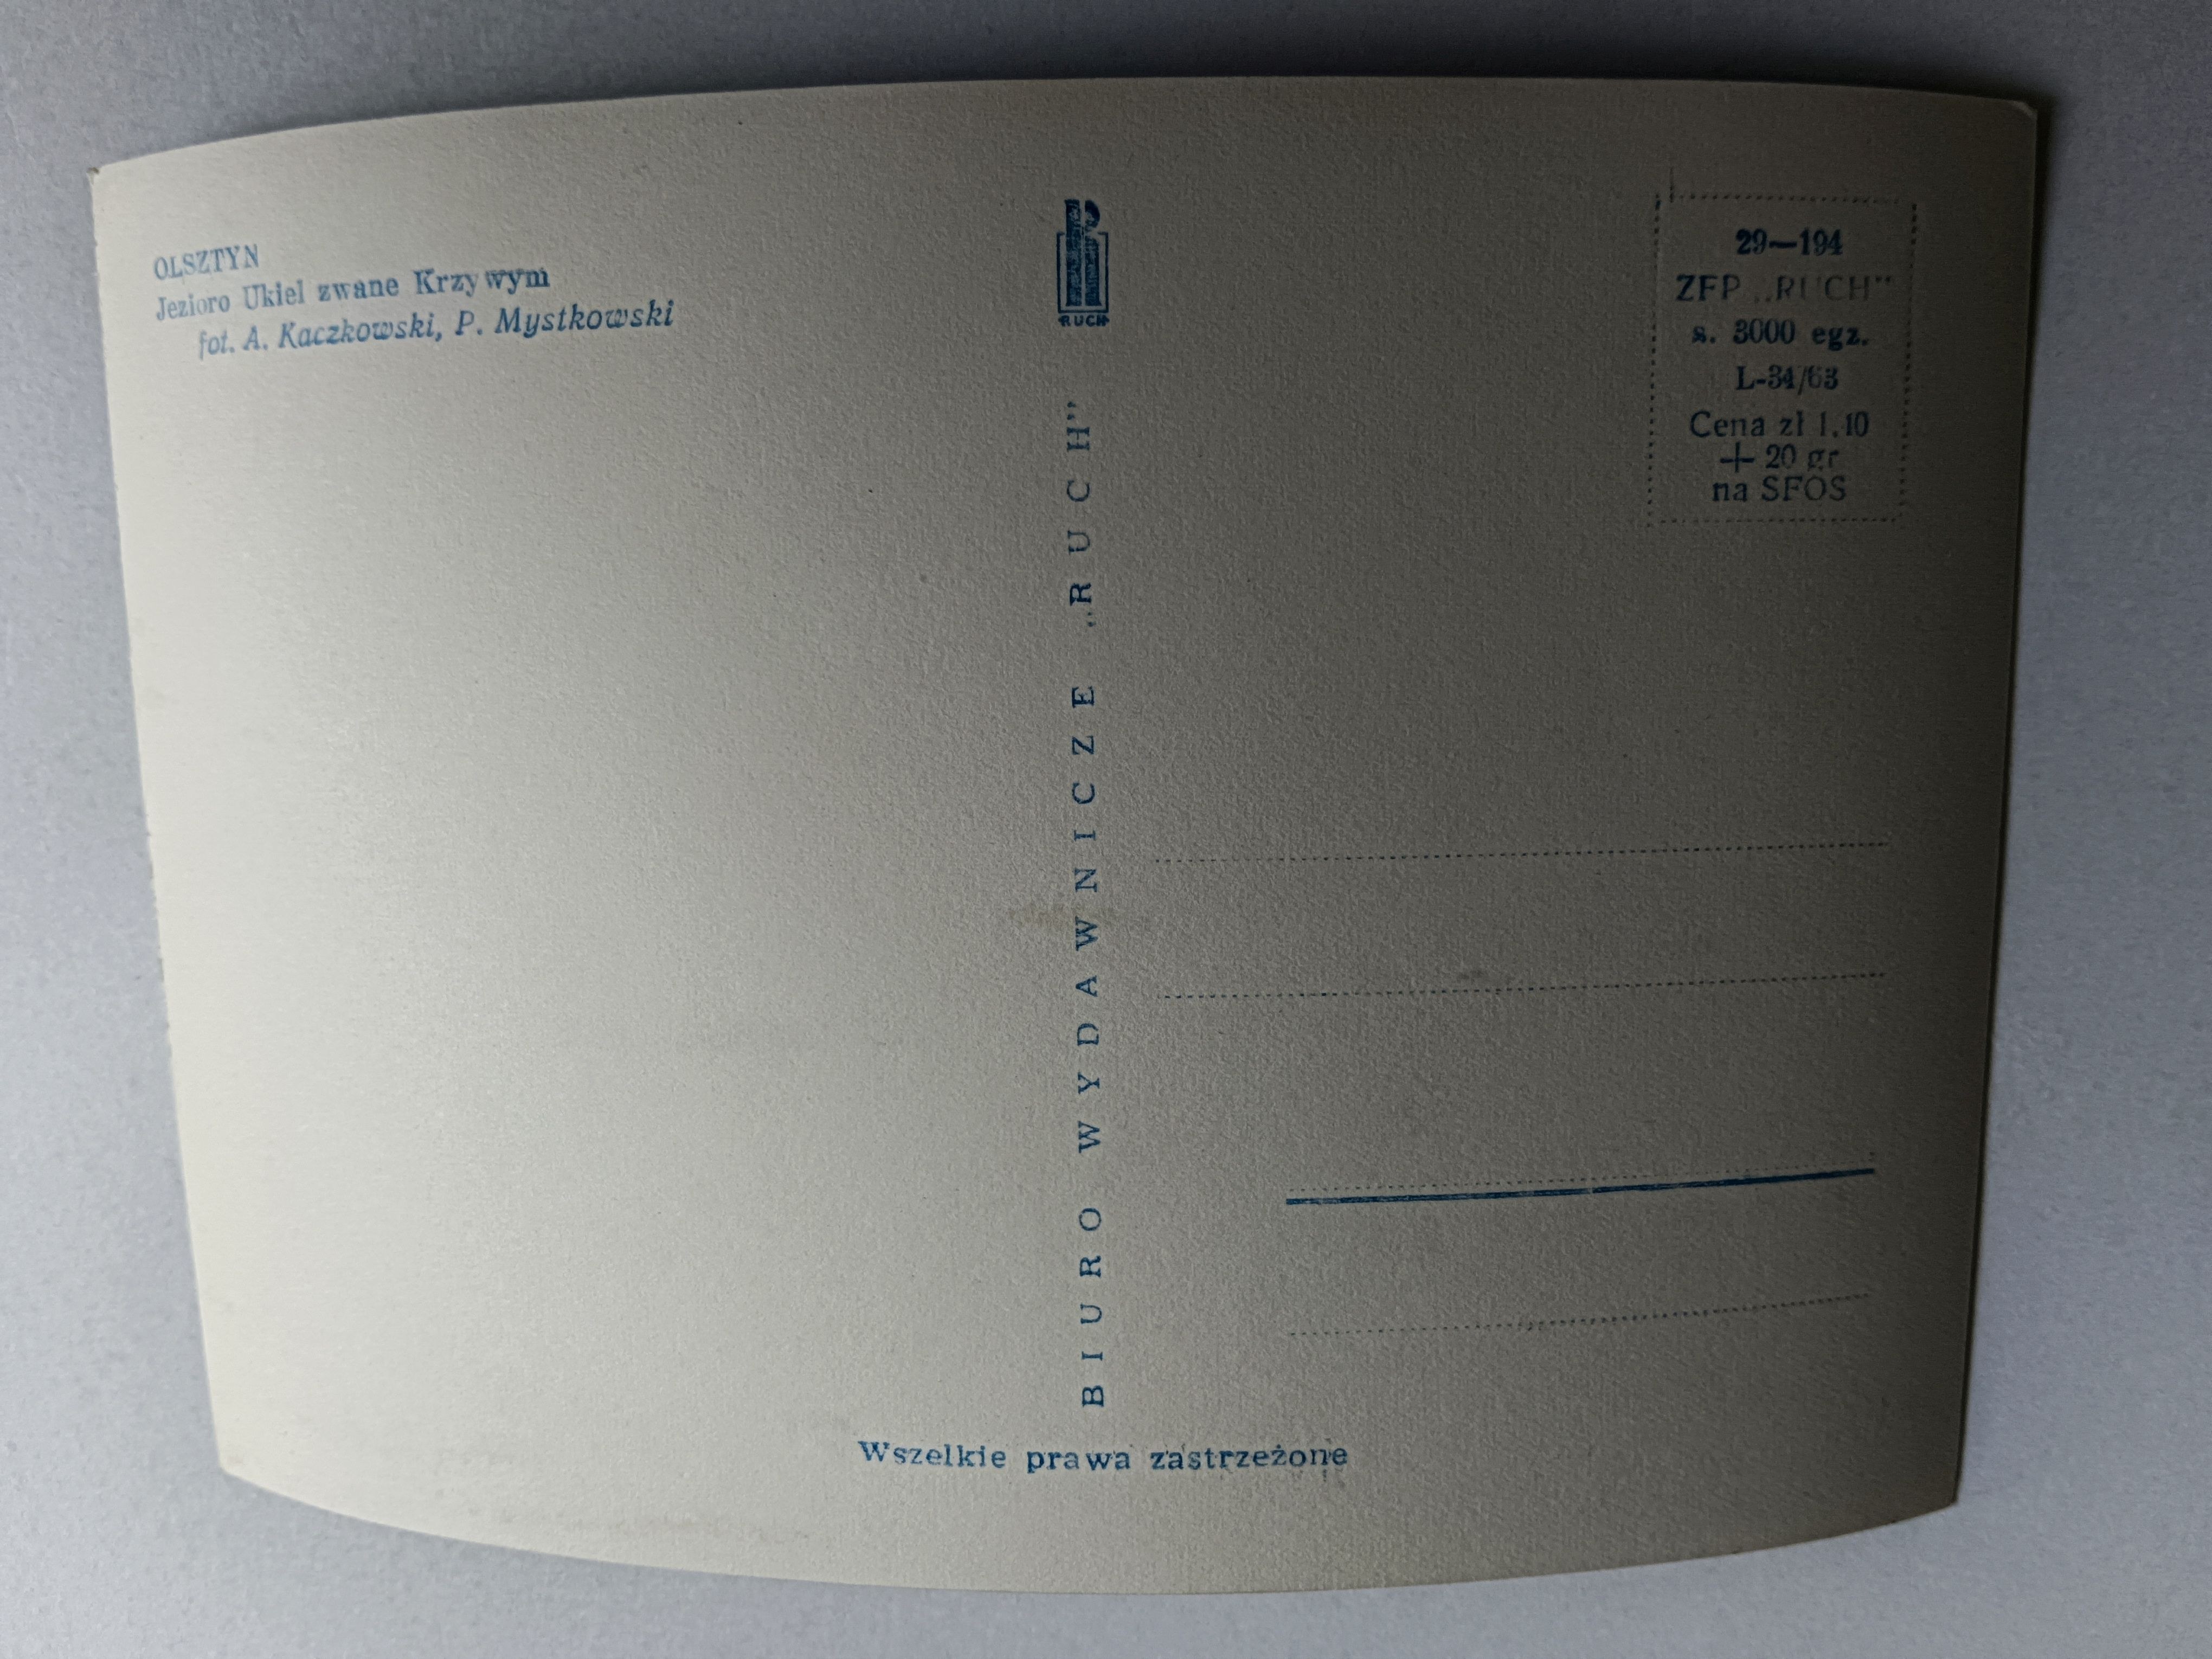 OLSZTYN
Jezioro Ukiel zwane Krzywym
fot. A. Kaczkowski, P. Mystkowski
RUCH
BIURO WYDAWNICZE „RUCH”
29—194
ZFP „RUCH”
s. 3000 egz.
L-34/63
Cena zł 1.10
+ 20 gr
na SFOS
Wszelkie prawa zastrzeżone